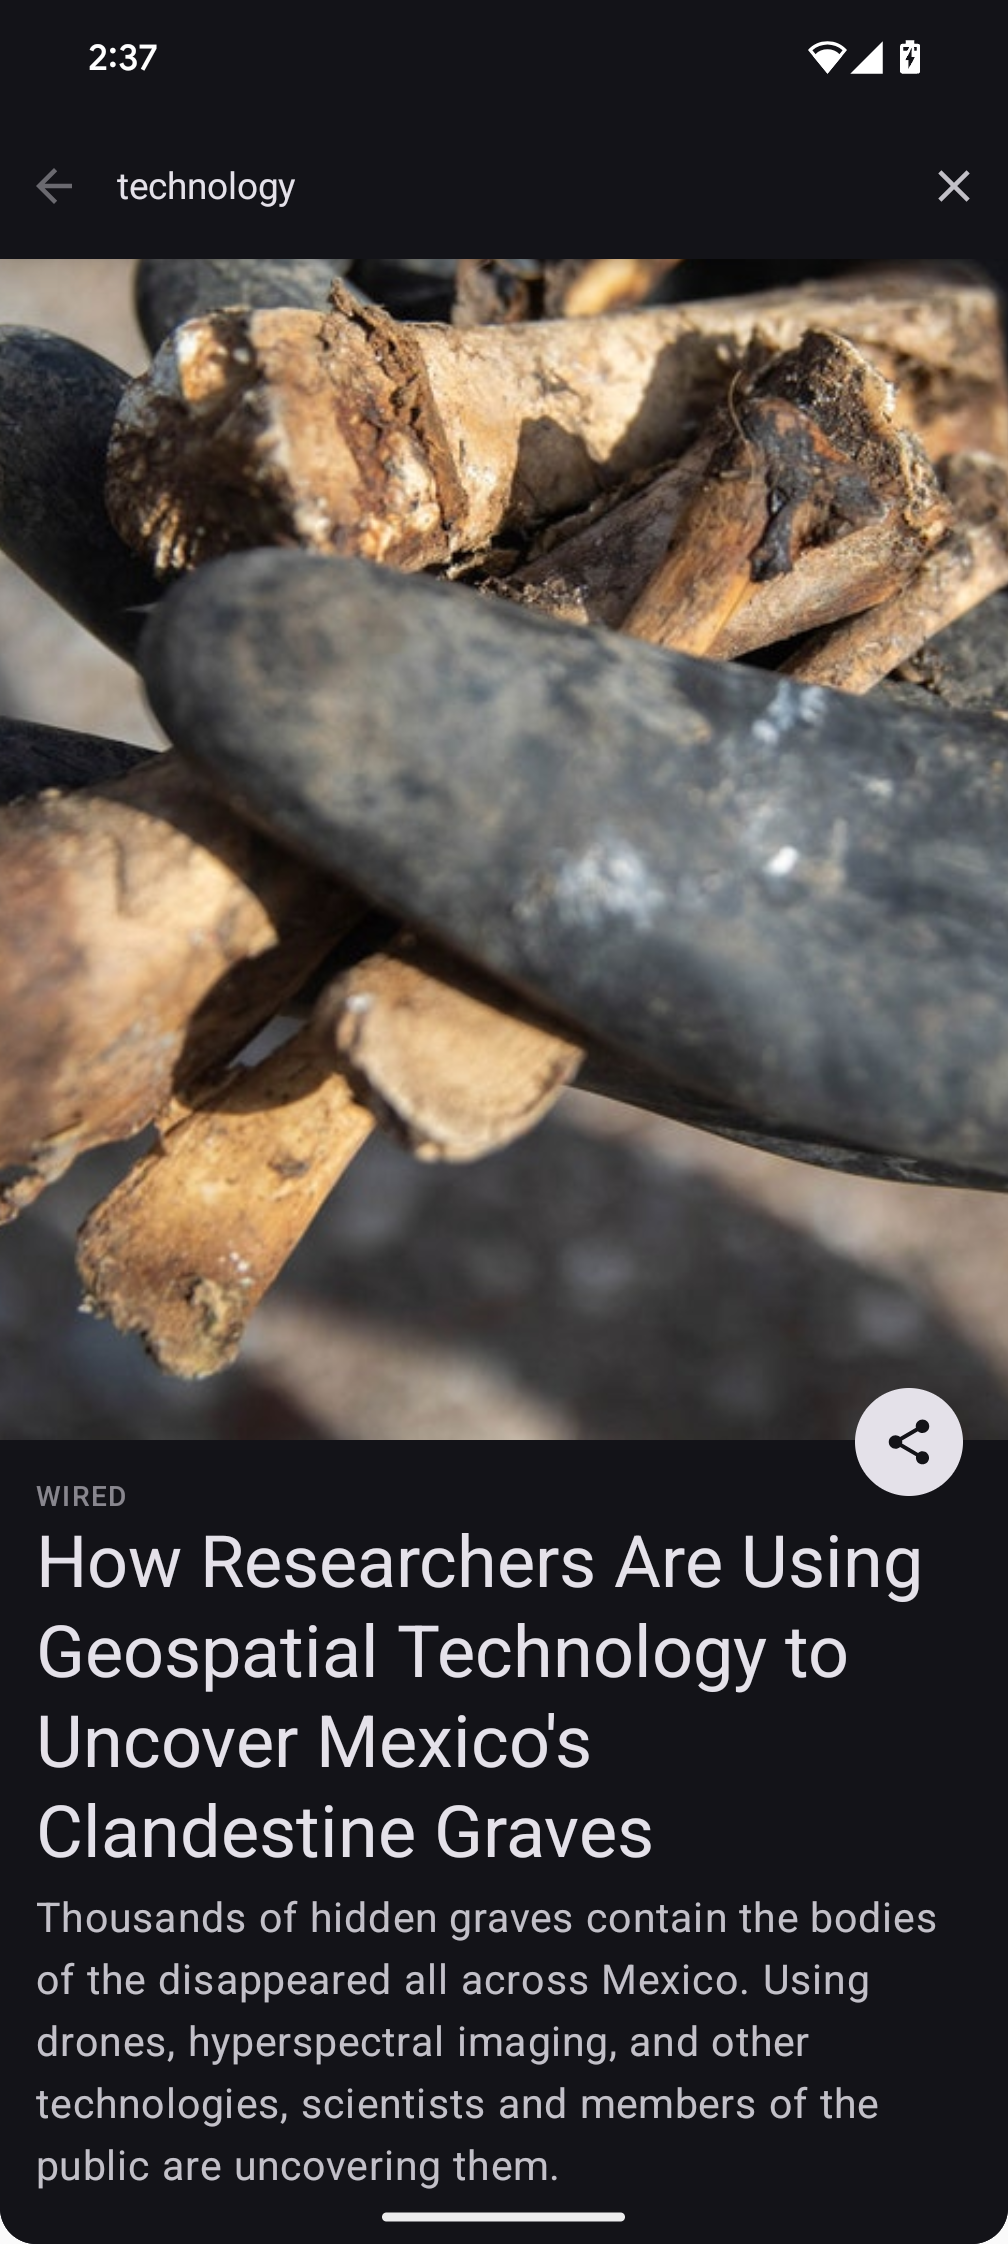 2:37
technology
WIRED
How Researchers Are Using
Geospatial Technology to
Uncover Mexico's
Clandestine Graves
Thousands of hidden graves contain the bodies
of the disappeared all across Mexico. Using
drones, hyperspectral imaging, and other
technologies, scientists and members of the
public are uncovering them.